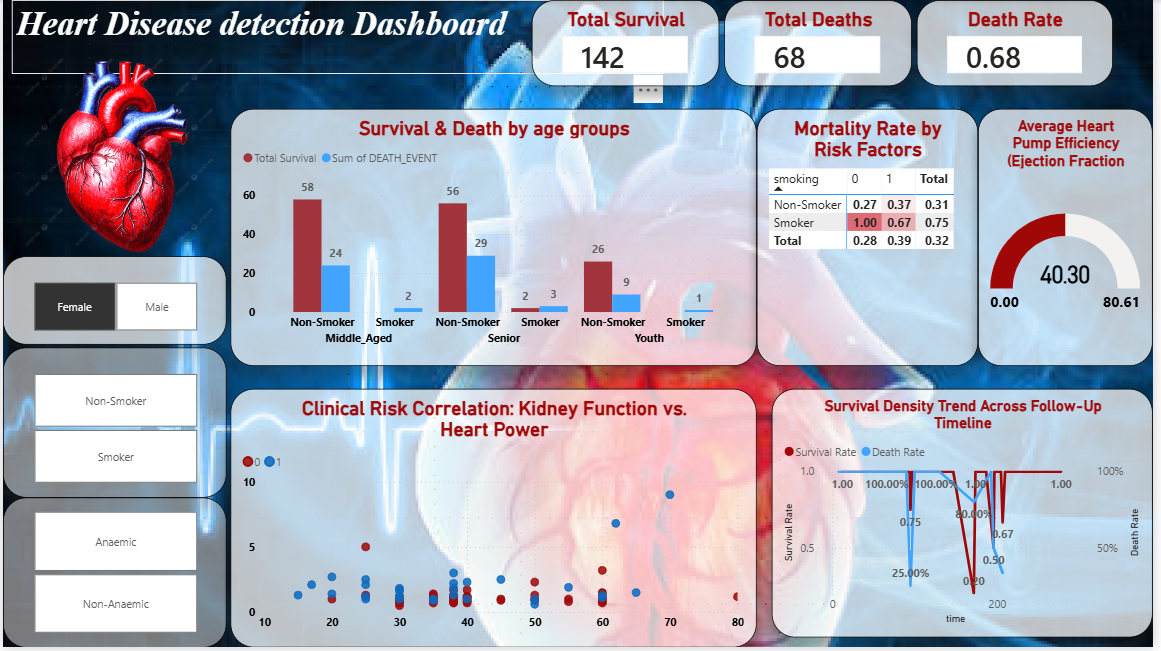 Heart Disease detection Dashboard
Total Survival
142
Total Deaths
68
Death Rate
0.68
Female
Male
Non-Smoker
Smoker
Anaemic
Non-Anaemic
Survival & Death by age groups
Total Survival Sum of DEATH_EVENT
60
40
20
0
58
24
2
56
29
2
3
26
9
1
Non-Smoker Smoker Non-Smoker Smoker Non-Smoker Smoker
Middle_Aged Senior Youth
Mortality Rate by
Risk Factors
smoking 0 1 Total
Non-Smoker 0.27 0.37 0.31
Smoker 1.00 0.67 0.75
Total 0.28 0.39 0.32
Average Heart
Pump Efficiency
(Ejection Fraction
40.30
0.00 80.61
Clinical Risk Correlation: Kidney Function vs.
Heart Power
0 1
10
5
0
10 20 30 40 50 60 70 80
Survival Density Trend Across Follow-Up
Timeline
Survival Rate Death Rate
1.0
0.5
0
Survival Rate
100%
50%
Death Rate
1.00 100.00% 100.00% 1.00 1.00
80.00%
0.75
0.67
0.50
25.00%
0.20
200
time